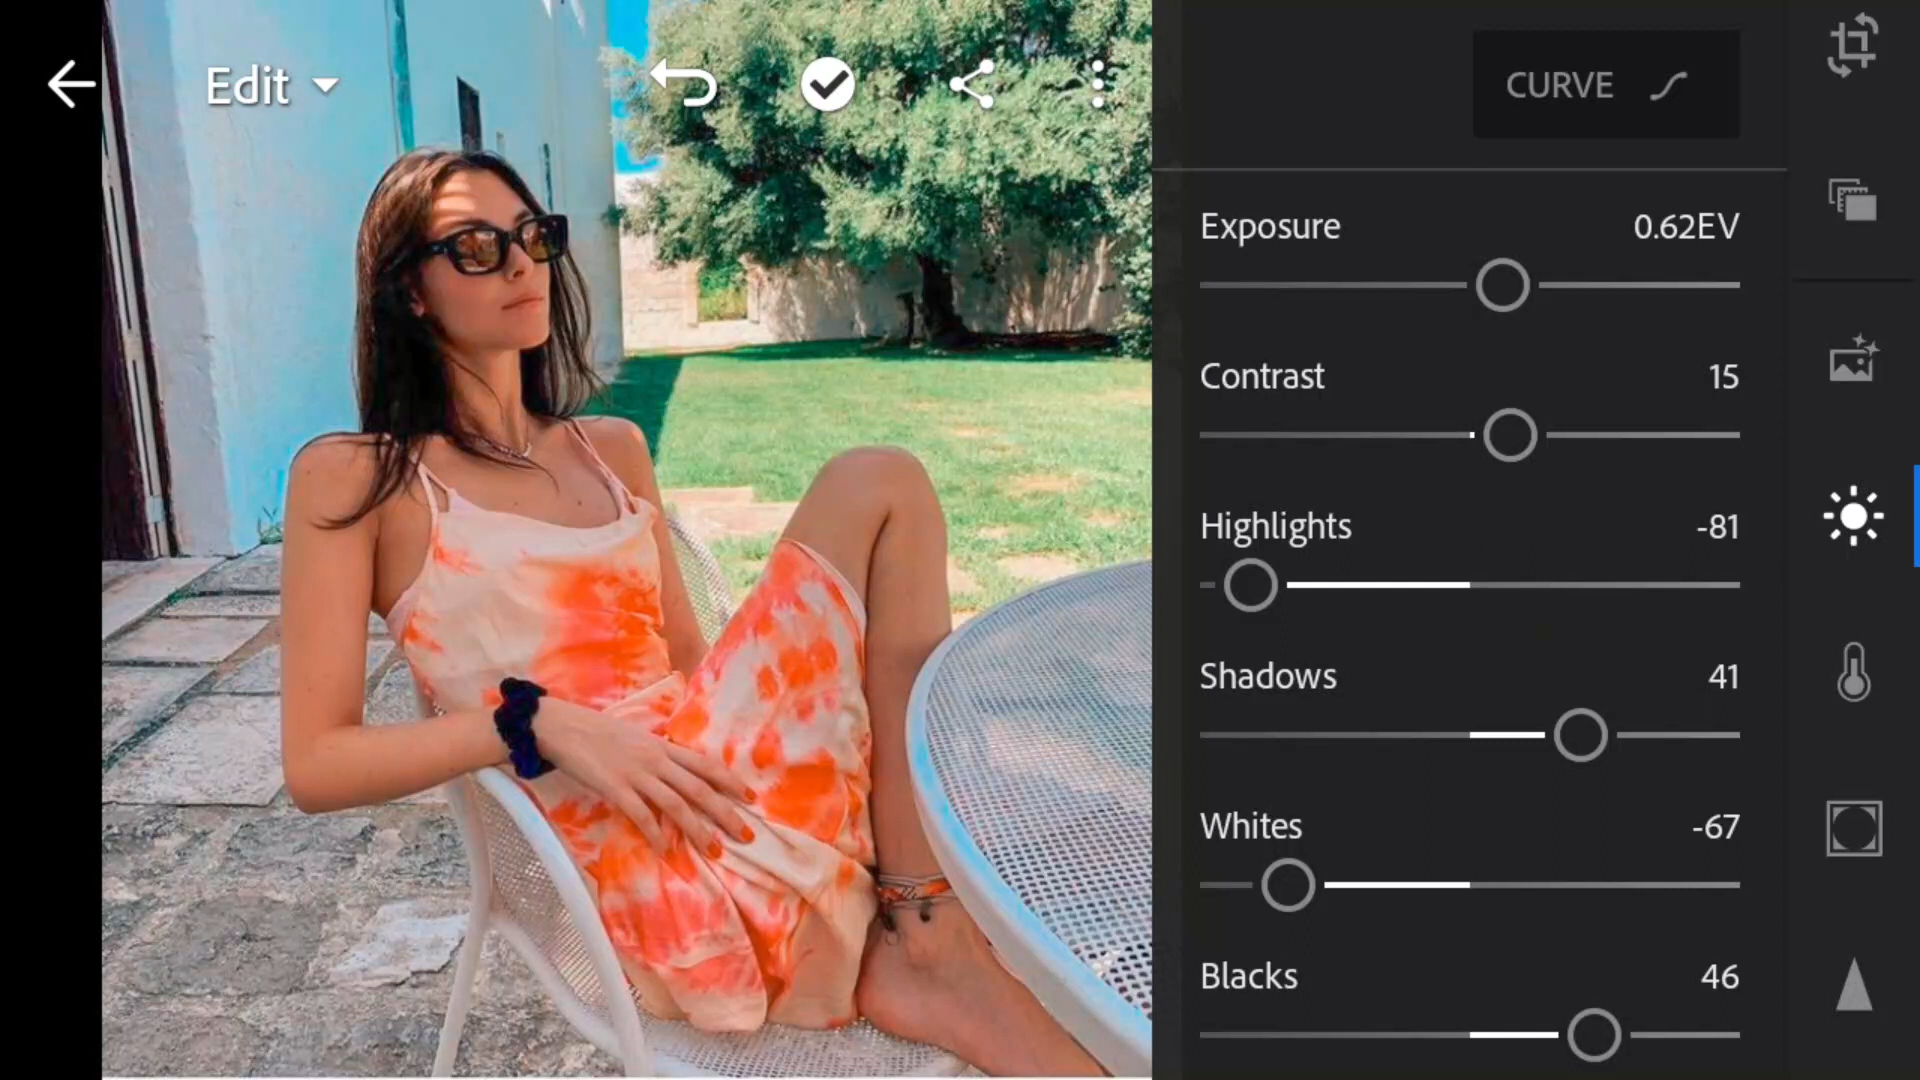 Edit
CURVE
Exposure 0.62EV
Contrast 15
Highlights -81
Shadows 41
Whites -67
Blacks 46